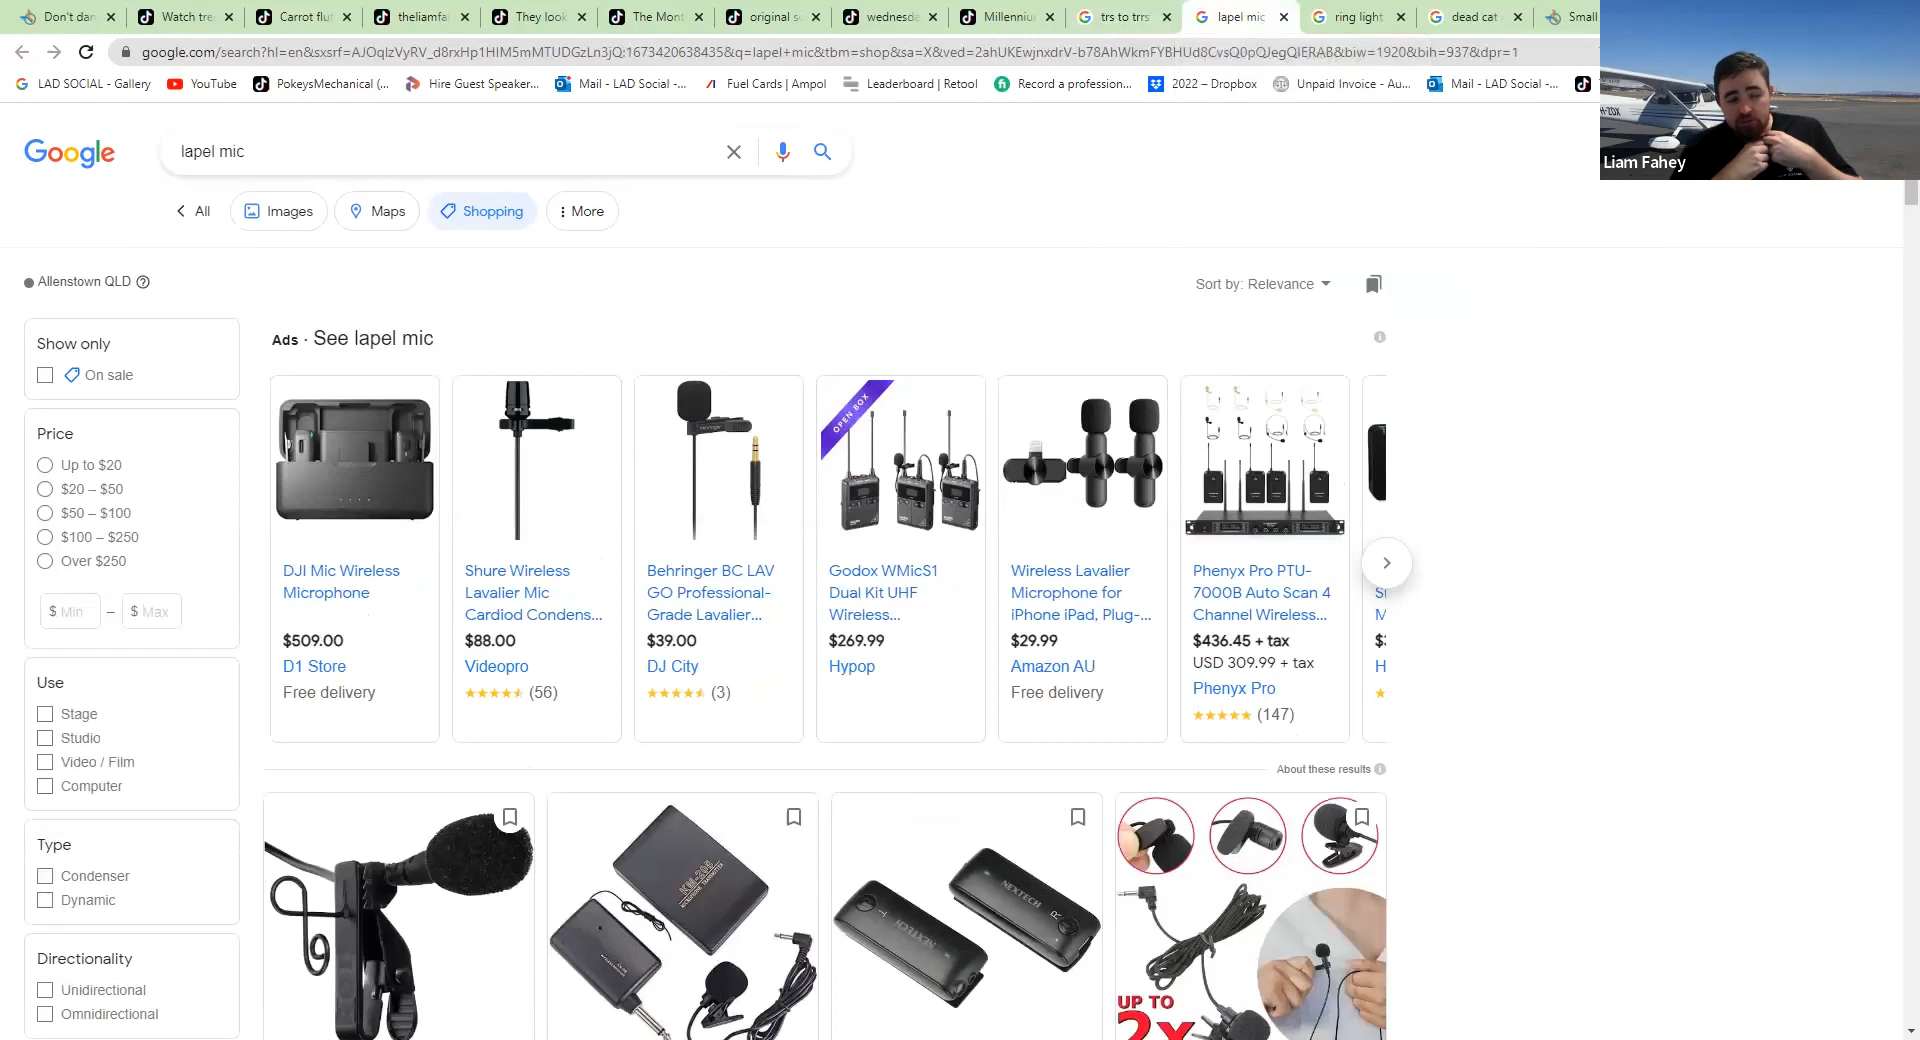 Don't dan
Watch tre
Carrot flut
theliamfa
They look
The Mont
original so
wednesda
Millenniu
trs to trrs
lapel mic
ring light
dead cat
Small
google.com/search?hl=en&sxsrf=AJOqlzVyRV_d8rxHp1HIM5mMTUDGzLn3jQ:1673420638435&q=lapel+mic&tbm=shop&sa=X&ved=2ahUKEwjnxdrV-b78AhWkmFYBHUd8CvsQ0pQJegQIERAB&biw=1920&bih=937&dpr=1
LAD SOCIAL - Gallery
YouTube
PokeysMechanical (...
Hire Guest Speaker...
Mail - LAD Social -...
Fuel Cards | Ampol
Leaderboard | Retool
Record a profession...
2022 – Dropbox
Unpaid Invoice - Au...
Mail - LAD Social -...
Liam Fahey
Google
lapel mic
All
Images
Maps
Shopping
More
Allenstown QLD
Sort by: Relevance
Show only
On sale
Price
Up to $20
$20 – $50
$50 – $100
$100 – $250
Over $250
$ Min – $ Max
Use
Stage
Studio
Video / Film
Computer
Type
Condenser
Dynamic
Directionality
Unidirectional
Omnidirectional
Ads · See lapel mic
DJI Mic Wireless
Microphone
$509.00
D1 Store
Free delivery
Shure Wireless
Lavalier Mic
Cardiod Condens...
$88.00
Videopro
(56)
behringer
Behringer BC LAV
GO Professional-
Grade Lavalier...
$39.00
DJ City
(3)
OPEN BOX
Godox WMicS1
Dual Kit UHF
Wireless...
$269.99
Hypop
Wireless Lavalier
Microphone for
iPhone iPad, Plug-...
$29.99
Amazon AU
Free delivery
Phenyx Pro PTU-
7000B Auto Scan 4
Channel Wireless...
$436.45 + tax
USD 309.99 + tax
Phenyx Pro
(147)
About these results
NEXTECH
R
NEXTECH
T
UP TO
2x